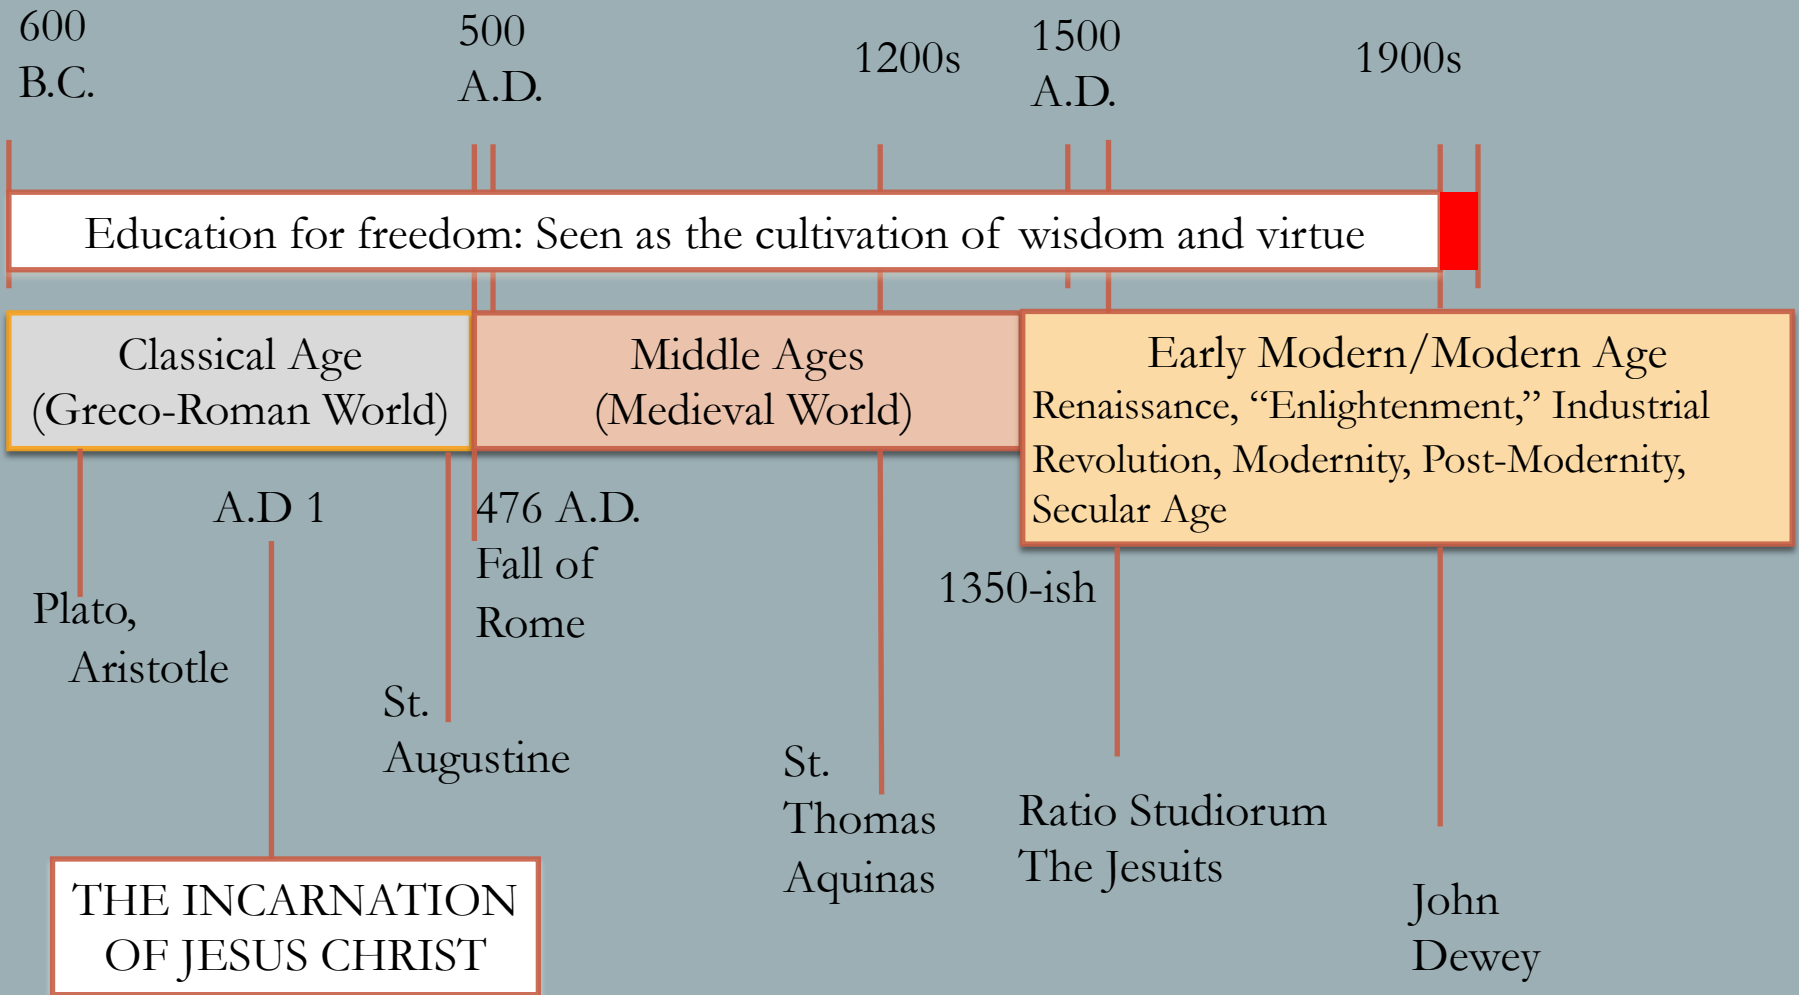 600
B.C.
500
A.D.
1200s
1500
A.D.
1900s
Education for freedom: Seen as the cultivation of wisdom and virtue
Classical Age
(Greco-Roman World)
Middle Ages
(Medieval World)
Early Modern/Modern Age
Renaissance, “Enlightenment,” Industrial
Revolution, Modernity, Post-Modernity,
Secular Age
A.D 1
476 A.D.
Fall of
Rome
1350-ish
Plato,
Aristotle
St.
Augustine
St.
Thomas
Aquinas
Ratio Studiorum
The Jesuits
John
Dewey
THE INCARNATION
OF JESUS CHRIST